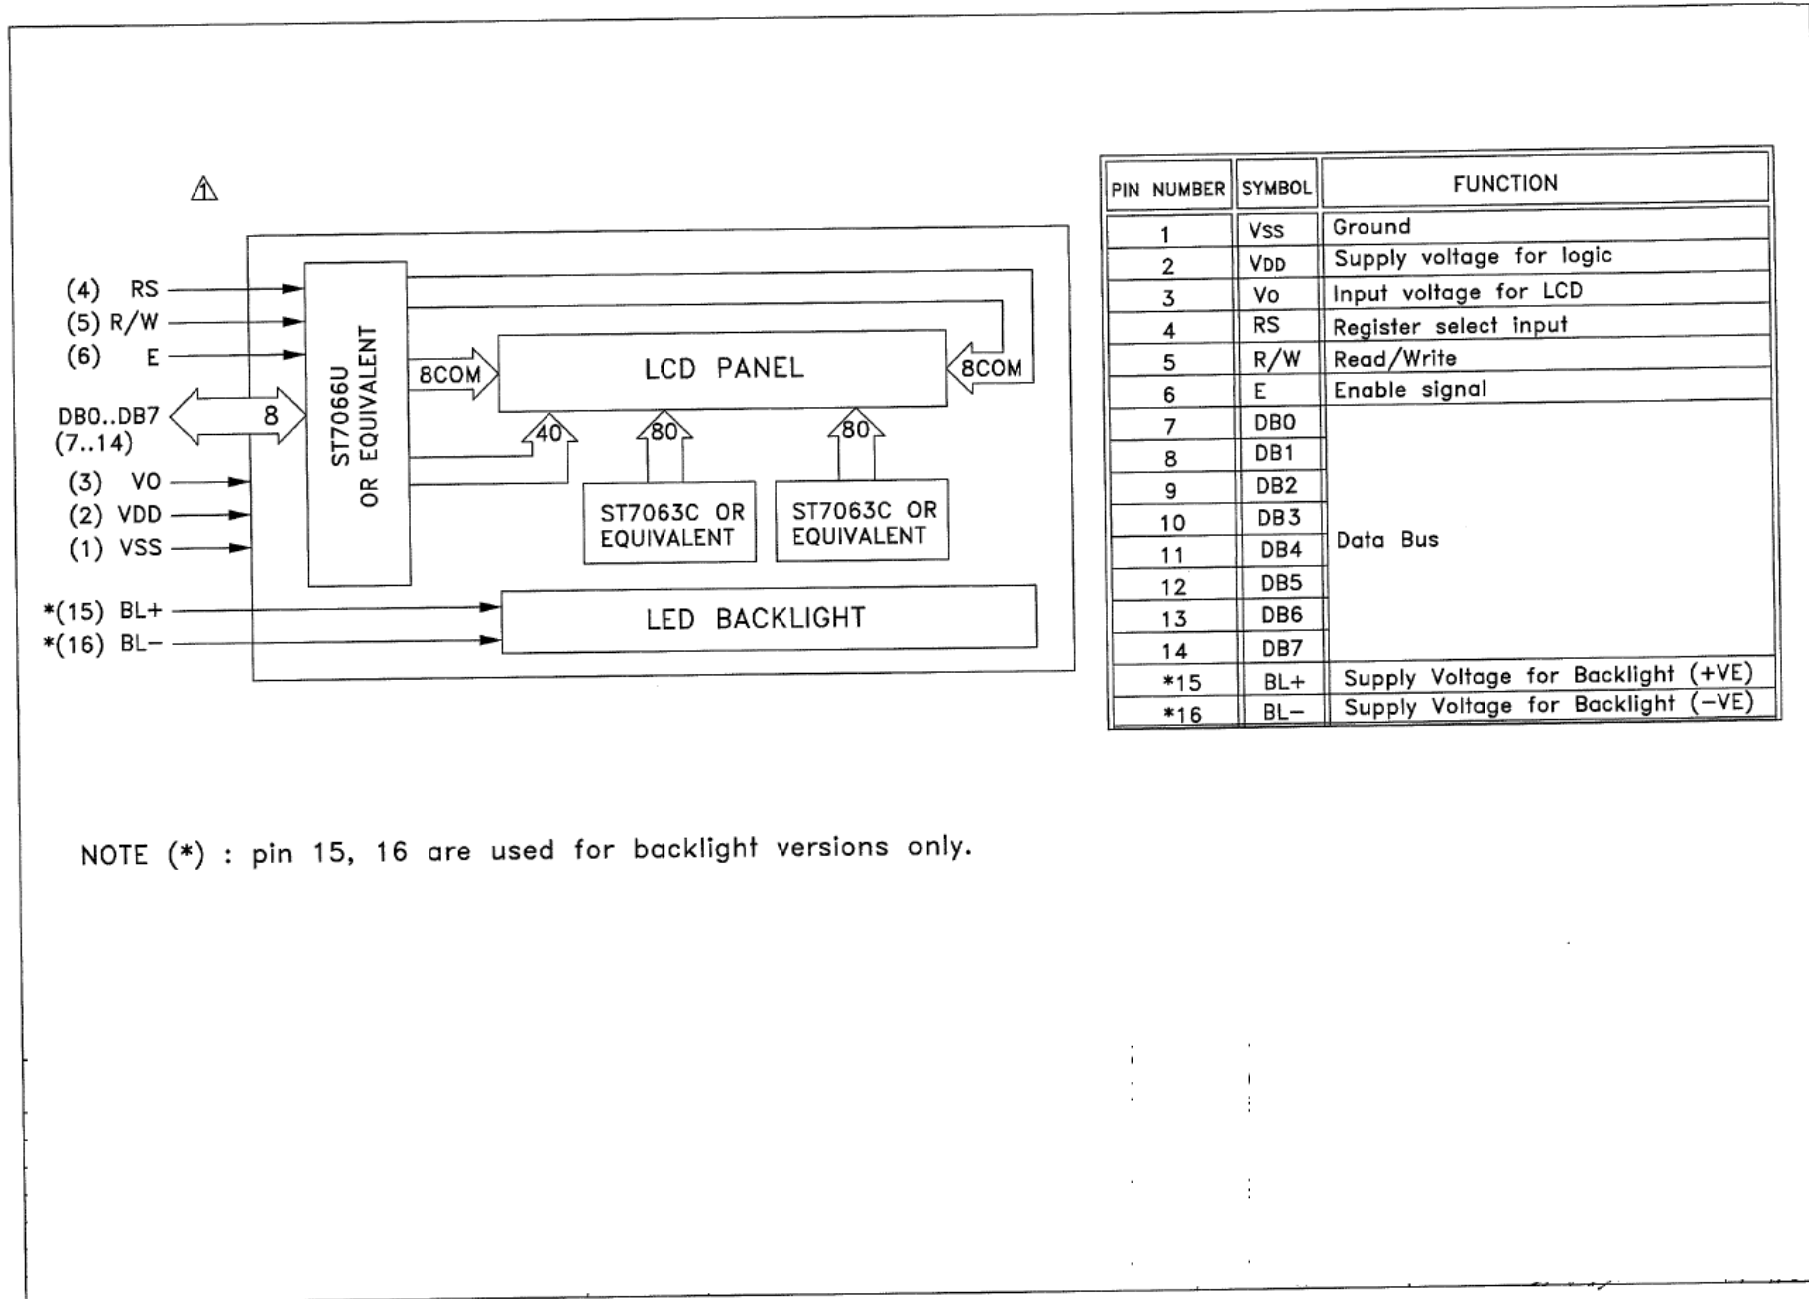 1
(4) RS
(5) R/W
(6) E
DB0..DB7
(7..14)
(3) VO
(2) VDD
(1) VSS
*(15) BL+
*(16) BL-
8
ST7066U
OR EQUIVALENT
8COM
LCD PANEL
8COM
40
80
80
ST7063C OR
EQUIVALENT
ST7063C OR
EQUIVALENT
LED BACKLIGHT
PIN NUMBER SYMBOL FUNCTION
1 VSS Ground
2 VDD Supply voltage for logic
3 Vo Input voltage for LCD
4 RS Register select input
5 R/W Read/Write
6 E Enable signal
7 DB0
8 DB1
9 DB2
10 DB3
11 DB4 Data Bus
12 DB5
13 DB6
14 DB7
*15 BL+ Supply Voltage for Backlight (+VE)
*16 BL- Supply Voltage for Backlight (-VE)
NOTE (*) : pin 15, 16 are used for backlight versions only.